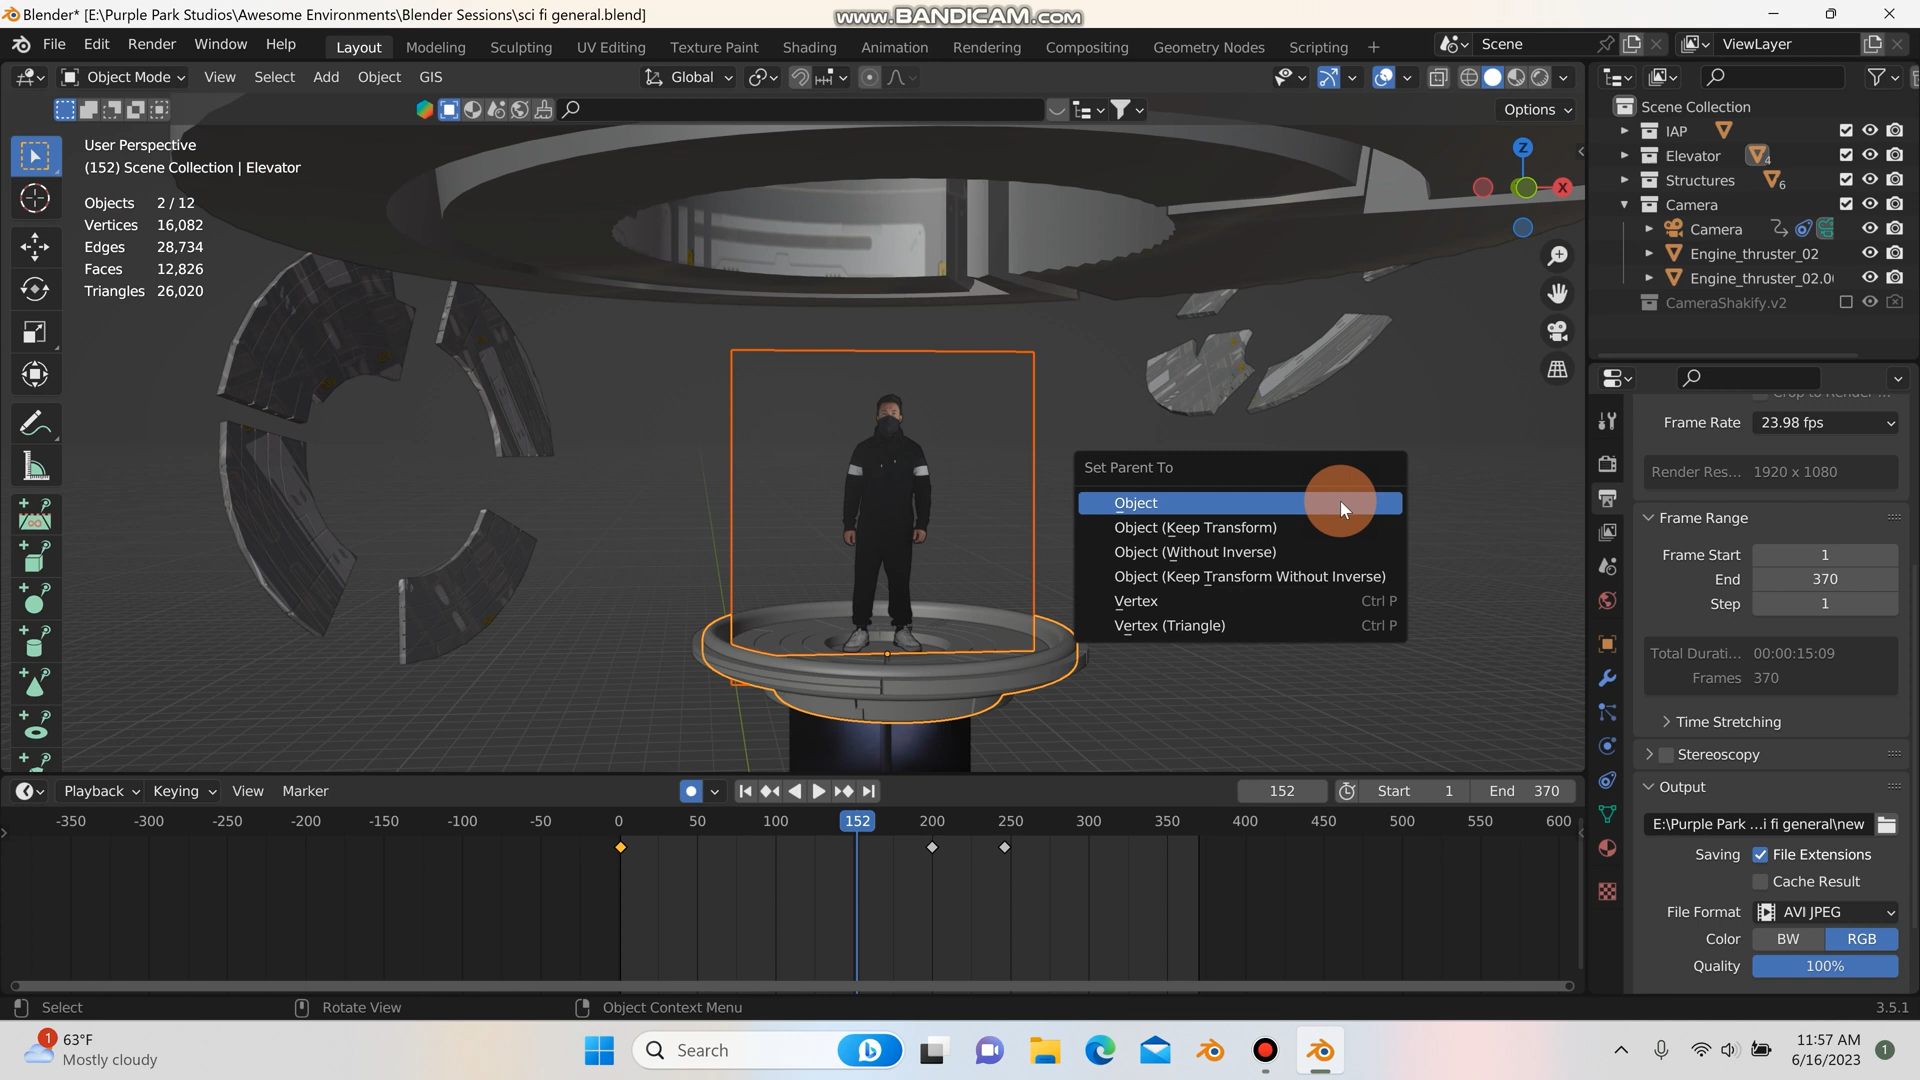 Blender* [E:\Purple Park Studios\Awesome Environments\Blender Sessions\sci fi general.blend]
www.BANDICAM.com
File Edit Render Window Help
Layout Modeling Sculpting UV Editing Texture Paint Shading Animation Rendering Compositing Geometry Nodes Scripting +
Scene
ViewLayer
Object Mode View Select Add Object GIS
Global
Options
User Perspective
(152) Scene Collection | Elevator
Objects 2 / 12
Vertices 16,082
Edges 28,734
Faces 12,826
Triangles 26,020
Z
X
Set Parent To
Object
Object (Keep Transform)
Object (Without Inverse)
Object (Keep Transform Without Inverse)
Vertex Ctrl P
Vertex (Triangle) Ctrl P
Scene Collection
IAP
Elevator 4
Structures 6
Camera
Camera
Engine_thruster_02
Engine_thruster_02.0
CameraShakify.v2
Frame Rate 23.98 fps
Render Res... 1920 x 1080
Frame Range
Frame Start 1
End 370
Step 1
Total Durati... 00:00:15:09
Frames 370
Time Stretching
Stereoscopy
Output
E:\Purple Park ...i fi general\new
Saving File Extensions
Cache Result
File Format AVI JPEG
Color BW RGB
Quality 100%
Playback Keying View Marker
152 Start 1 End 370
-350 -300 -250 -200 -150 -100 -50 0 50 100 152 200 250 300 350 400 450 500 550 600
Select Rotate View Object Context Menu
3.5.1
1
63°F
Mostly cloudy
Search
11:57 AM
6/16/2023
1